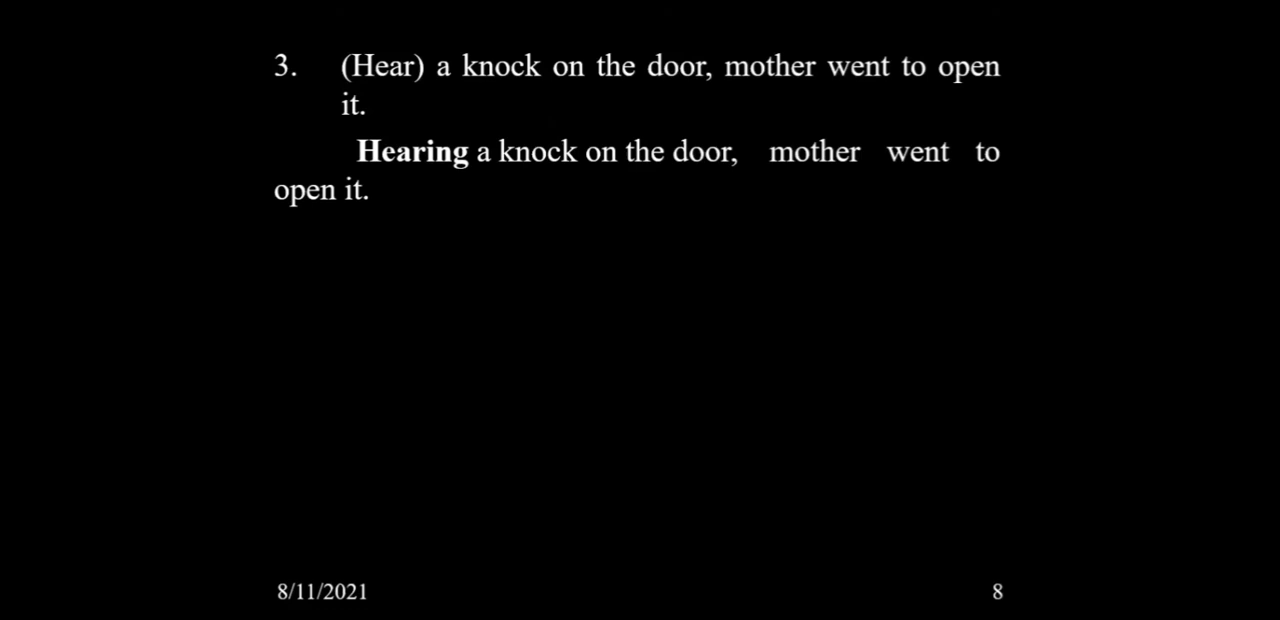 3. (Hear) a knock on the door, mother went to open
it.
Hearing a knock on the door, mother went to
open it.
8/11/2021 8